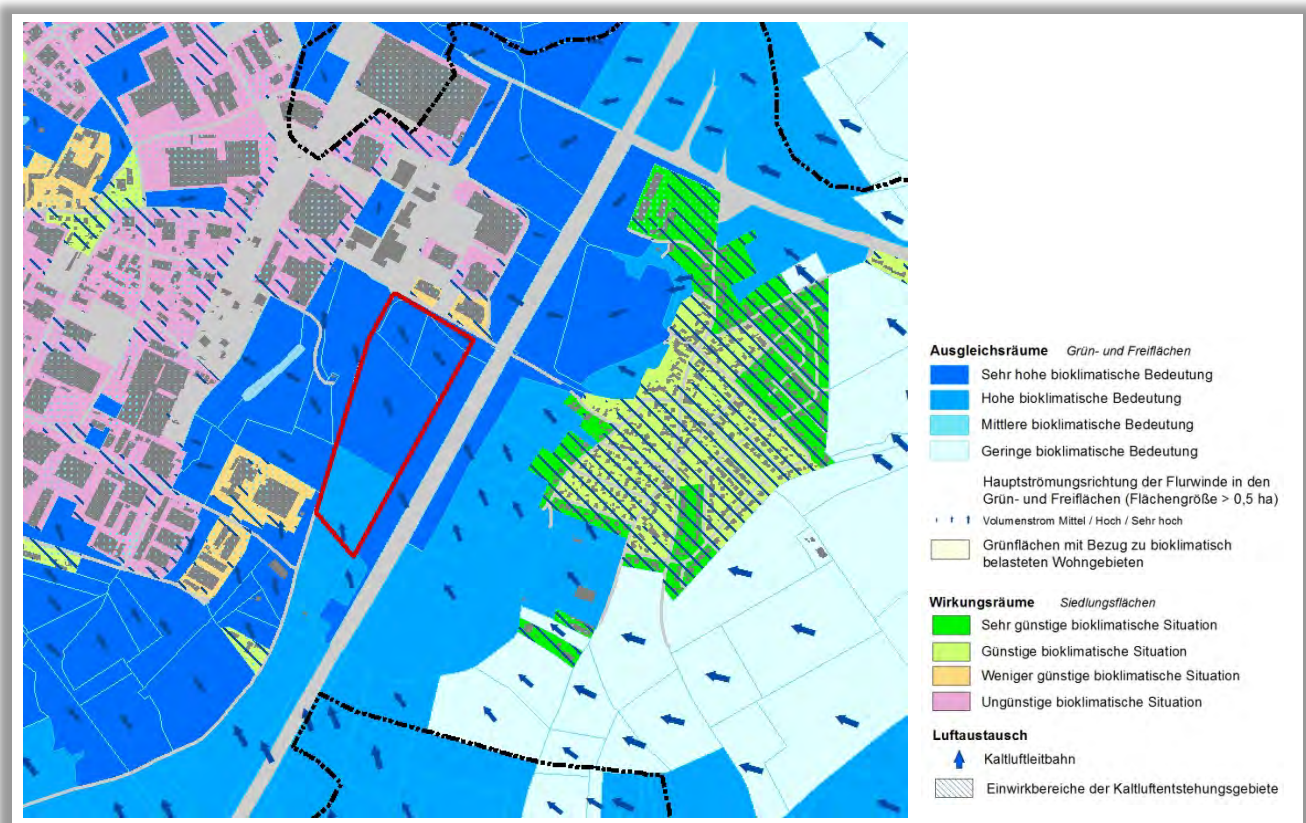 Ausgleichsräume Grün- und Freiflächen
Sehr hohe bioklimatische Bedeutung
Hohe bioklimatische Bedeutung
Mittlere bioklimatische Bedeutung
Geringe bioklimatische Bedeutung
Hauptströmungsrichtung der Flurwinde in den
Grün- und Freiflächen (Flächengröße > 0,5 ha)
Volumenstrom Mittel / Hoch / Sehr hoch
Grünflächen mit Bezug zu bioklimatisch
belasteten Wohngebieten
Wirkungsräume Siedlungsflächen
Sehr günstige bioklimatische Situation
Günstige bioklimatische Situation
Weniger günstige bioklimatische Situation
Ungünstige bioklimatische Situation
Luftaustausch
Kaltluftleitbahn
Einwirkbereiche der Kaltluftentstehungsgebiete